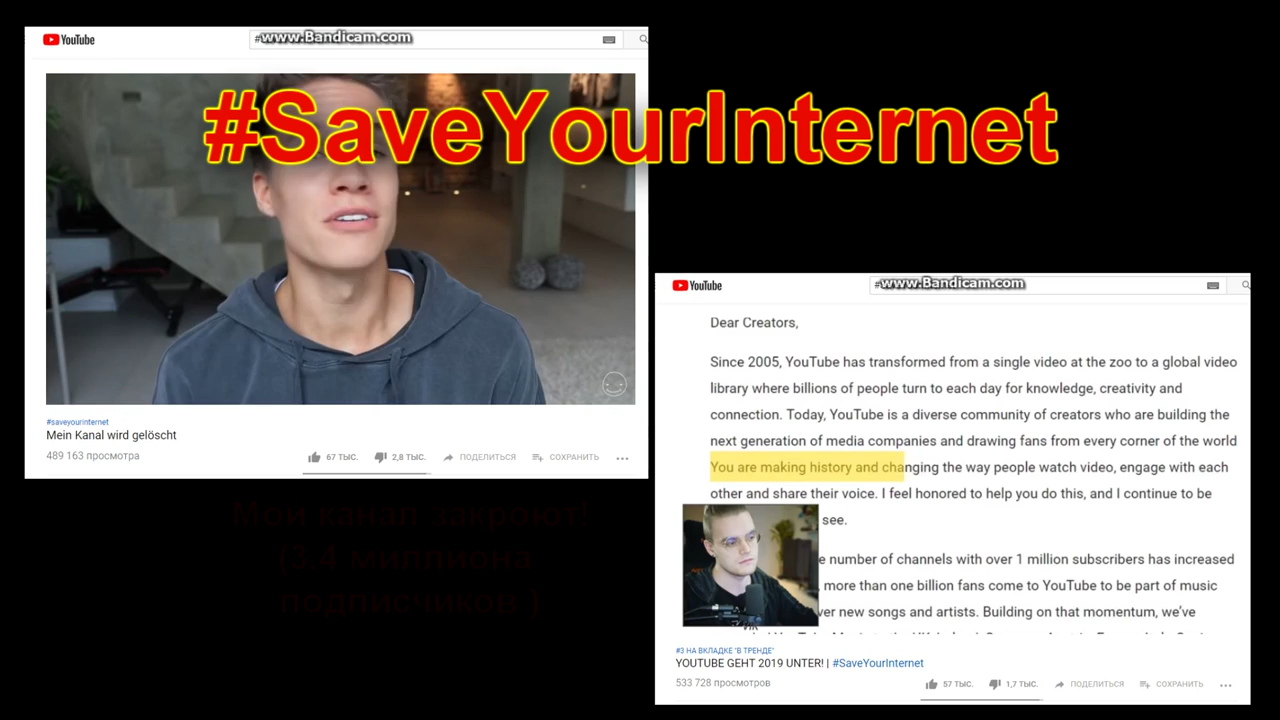 YouTube
#www.Bandicam.com
#SaveYourInternet
#saveyourinternet
Mein Kanal wird gelöscht
489 163 просмотра
67 ТЫС.
2,8 ТЫС.
ПОДЕЛИТЬСЯ
СОХРАНИТЬ
Мой канал закроют!
(3.4 миллиона
подписчиков )
YouTube
#www.Bandicam.com
Dear Creators,
Since 2005, YouTube has transformed from a single video at the zoo to a global video
library where billions of people turn to each day for knowledge, creativity and
connection. Today, YouTube is a diverse community of creators who are building the
next generation of media companies and drawing fans from every corner of the world
You are making history and changing the way people watch video, engage with each
other and share their voice. I feel honored to help you do this, and I continue to be
see.
e number of channels with over 1 million subscribers has increased
, more than one billion fans come to YouTube to be part of music
ver new songs and artists. Building on that momentum, we've
#3 НА ВКЛАДКЕ "В ТРЕНДЕ"
YOUTUBE GEHT 2019 UNTER! | #SaveYourInternet
533 728 просмотров
57 ТЫС.
1,7 ТЫС.
ПОДЕЛИТЬСЯ
СОХРАНИТЬ